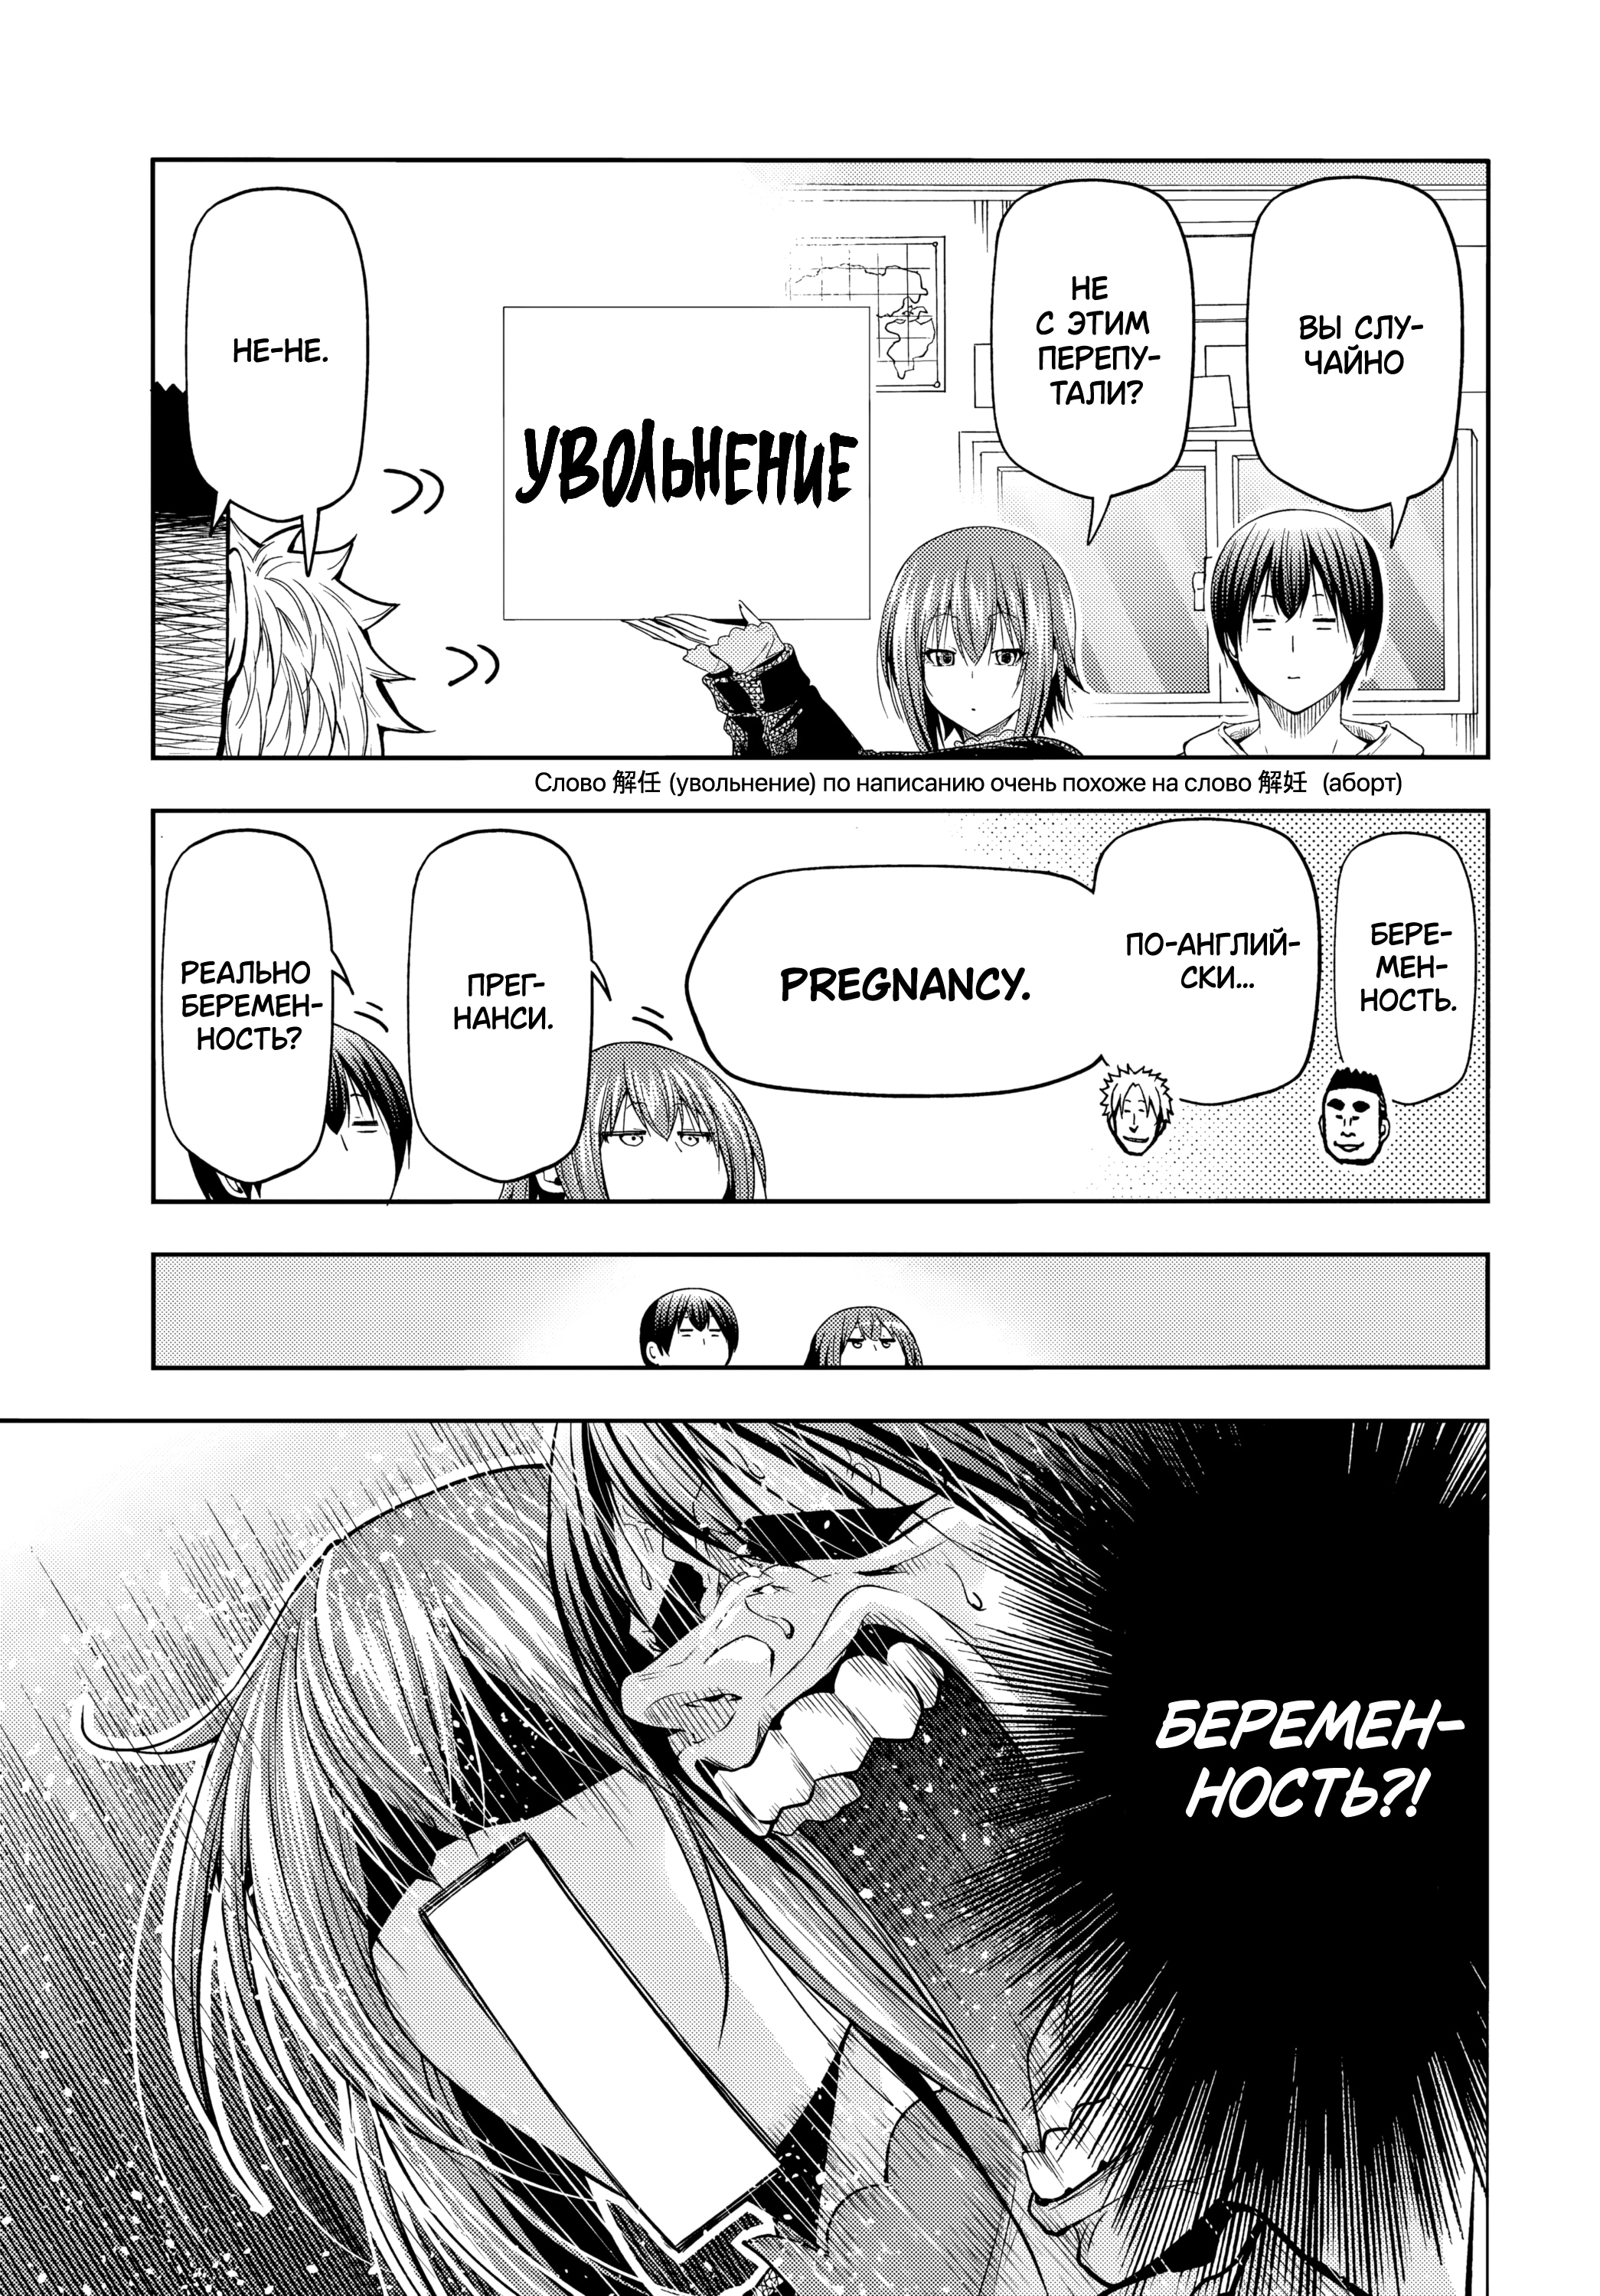 ВЫ СЛУ-
ЧАЙНО
НЕ
С ЭТИМ
ПЕРЕПУ-
ТАЛИ?
УВОЛЬНЕНИЕ
НЕ-НЕ.
Слово 解任 (увольнение) по написанию очень похоже на слово 解妊 (аборт)
БЕРЕ-
МЕН-
НОСТЬ.
ПО-АНГЛИЙ-
СКИ...
PREGNANCY.
ПРЕГ-
НАНСИ.
РЕАЛЬНО
БЕРЕМЕН-
НОСТЬ?
БЕРЕМЕН-
НОСТЬ?!